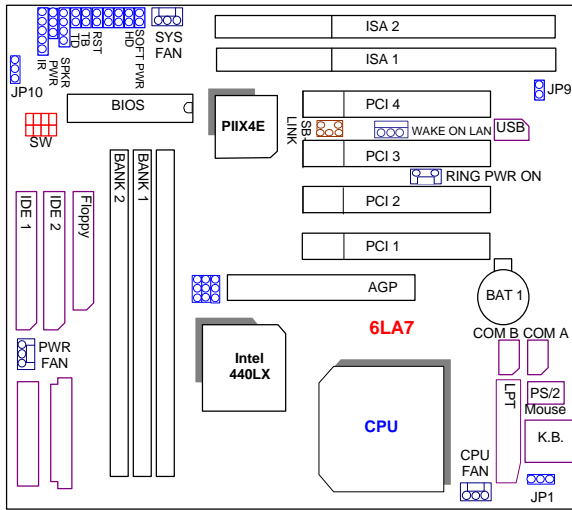 IR
PWR
SPKR
TD
TB
RST
HD
SOFT PWR
SYS
FAN
ISA 2
ISA 1
JP10
BIOS
PIIX4E
PCI 4
JP9
SW
SB-
LINK
WAKE ON LAN
USB
PCI 3
RING PWR ON
BANK 2
BANK 1
IDE 1
IDE 2
Floppy
PCI 2
PCI 1
AGP
BAT 1
6LA7
COM B
COM A
PWR
FAN
Intel
440LX
CPU
LPT
PS/2
Mouse
K.B.
CPU
FAN
JP1